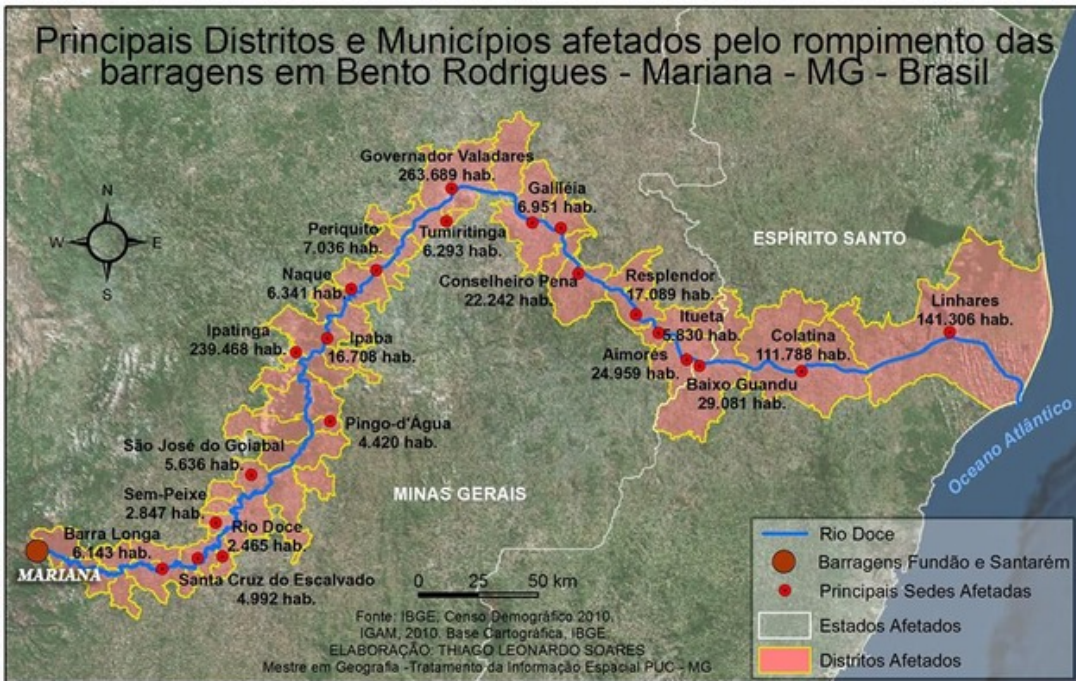 Principais Distritos e Municípios afetados pelo rompimento das
barragens em Bento Rodrigues - Mariana - MG - Brasil
Governador Valadares
263.689 hab.
Galiléia
6.951 hab.
Periquito
7.036 hab.
Tumiritinga
6.293 hab.
N
W
E
S
ESPÍRITO SANTO
Naque
6.341 hab.
Conselheiro Pena
22.242 hab.
Resplendor
17.089 hab.
Linhares
141.306 hab.
Ipatinga
239.468 hab.
Ipaba
16.708 hab.
Itueta
5.830 hab.
Colatina
111.788 hab.
Aimorés
24.959 hab.
Baixo Guandu
29.081 hab.
Pingo-d'Água
4.420 hab.
Oceano Atlântico
São José do Goiabal
5.636 hab.
MINAS GERAIS
Sem-Peixe
2.847 hab.
Barra Longa
6.143 hab.
Rio Doce
2.465 hab.
MARIANA
Santa Cruz do Escalvado
4.992 hab.
0 25 50 km
Fonte: IBGE, Censo Demográfico 2010.
IGAM, 2010. Base Cartográfica, IBGE.
ELABORAÇÃO: THIAGO LEONARDO SOARES
Mestre em Geografia -Tratamento da Informação Espacial PUC - MG
Rio Doce
Barragens Fundão e Santarém
Principais Sedes Afetadas
Estados Afetados
Distritos Afetados